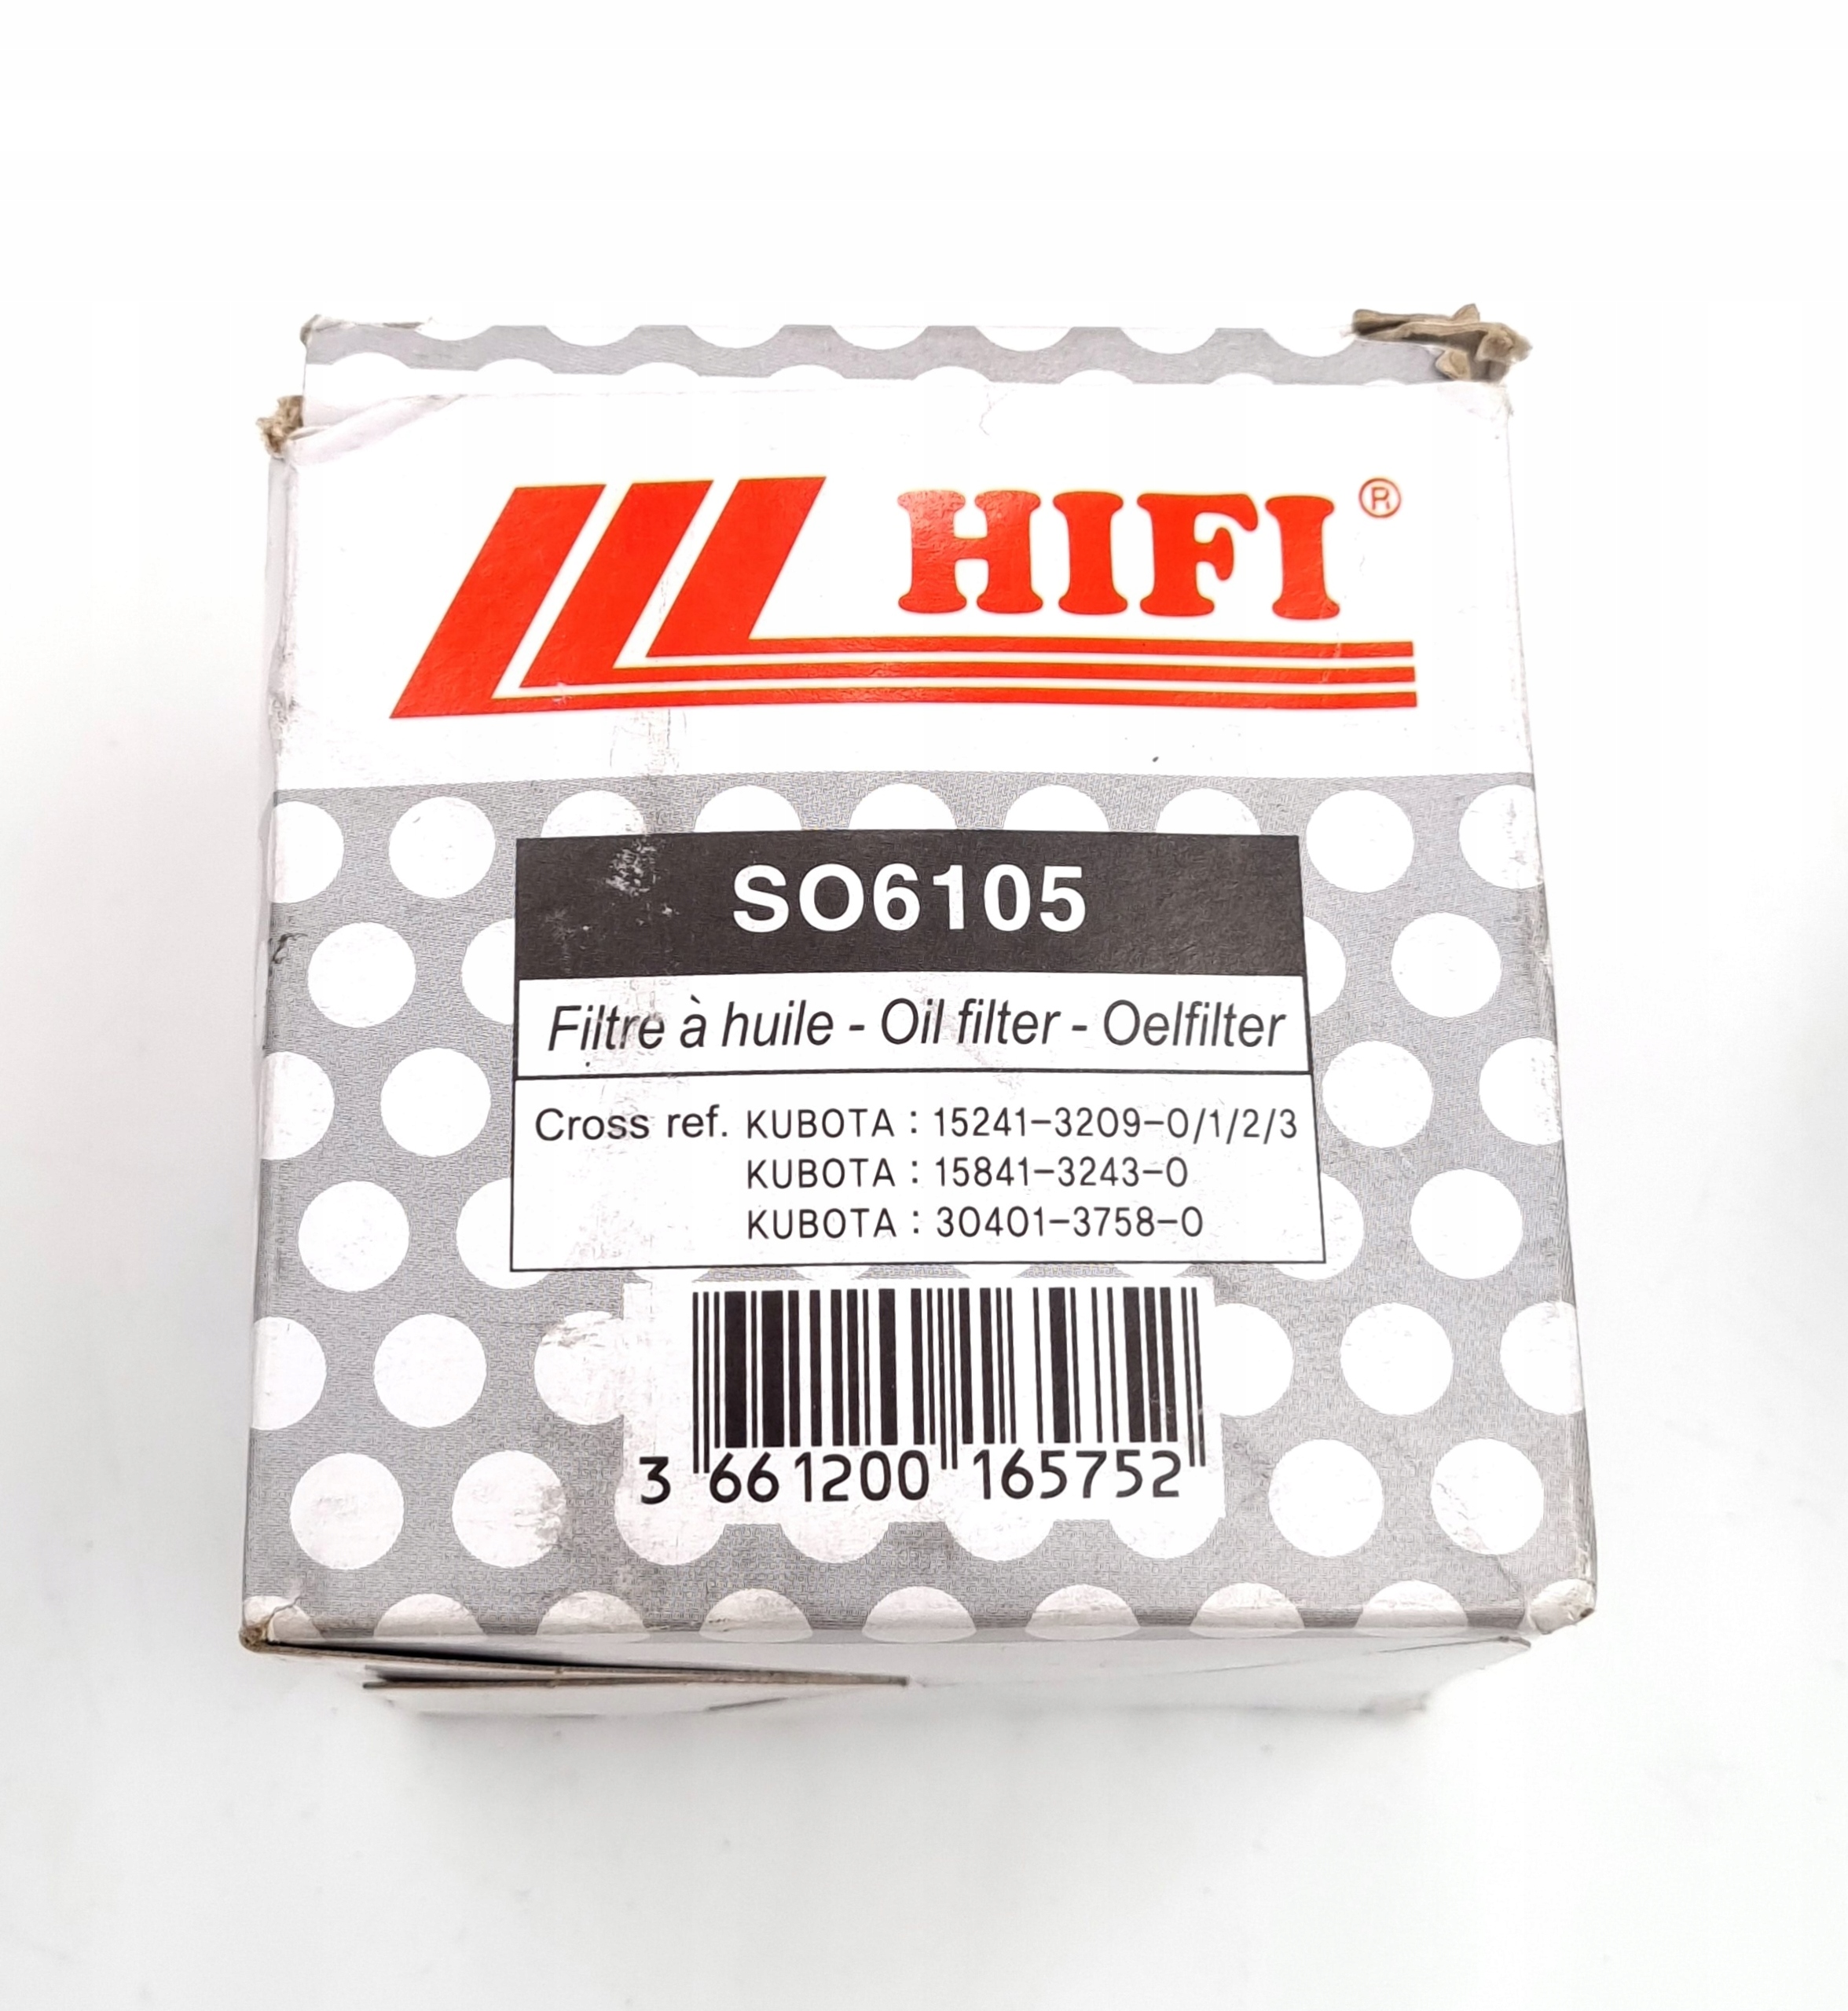 HIFI®
SO6105
Filtre à huile - Oil filter - Oelfilter
Cross ref. KUBOTA : 15241-3209-0/1/2/3
KUBOTA : 15841-3243-0
KUBOTA : 30401-3758-0
3 661200 165752